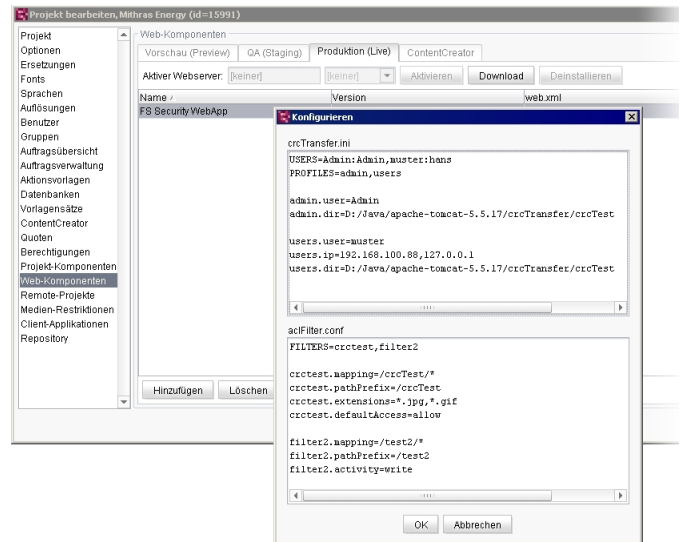 Projekt bearbeiten, Mithras Energy (id=15991)
Projekt
Optionen
Ersetzungen
Fonts
Sprachen
Auflösungen
Benutzer
Gruppen
Auftragsübersicht
Auftragsverwaltung
Aktionsvorlagen
Datenbanken
Vorlagensätze
ContentCreator
Quoten
Berechtigungen
Projekt-Komponenten
Web-Komponenten
Remote-Projekte
Medien-Restriktionen
Client-Applikationen
Repository
Web-Komponenten
Vorschau (Preview) QA (Staging) Produktion (Live) ContentCreator
Aktiver Webserver: [keiner] [keiner] Aktivieren Download Deinstallieren
Name Version web.xml
FS Security WebApp
Hinzufügen Löschen
Konfigurieren
crcTransfer.ini
USERS=Admin:Admin,muster:hans
PROFILES=admin,users
admin.user=Admin
admin.dir=D:/Java/apache-tomcat-5.5.17/crcTransfer/crcTest
users.user=muster
users.ip=192.168.100.88,127.0.0.1
users.dir=D:/Java/apache-tomcat-5.5.17/crcTransfer/crcTest
aclFilter.conf
FILTERS=crctest,filter2
crctest.mapping=/crcTest/*
crctest.pathPrefix=/crcTest
crctest.extensions=*.jpg,*.gif
crctest.defaultAccess=allow
filter2.mapping=/test2/*
filter2.pathPrefix=/test2
filter2.activity=write
OK Abbrechen